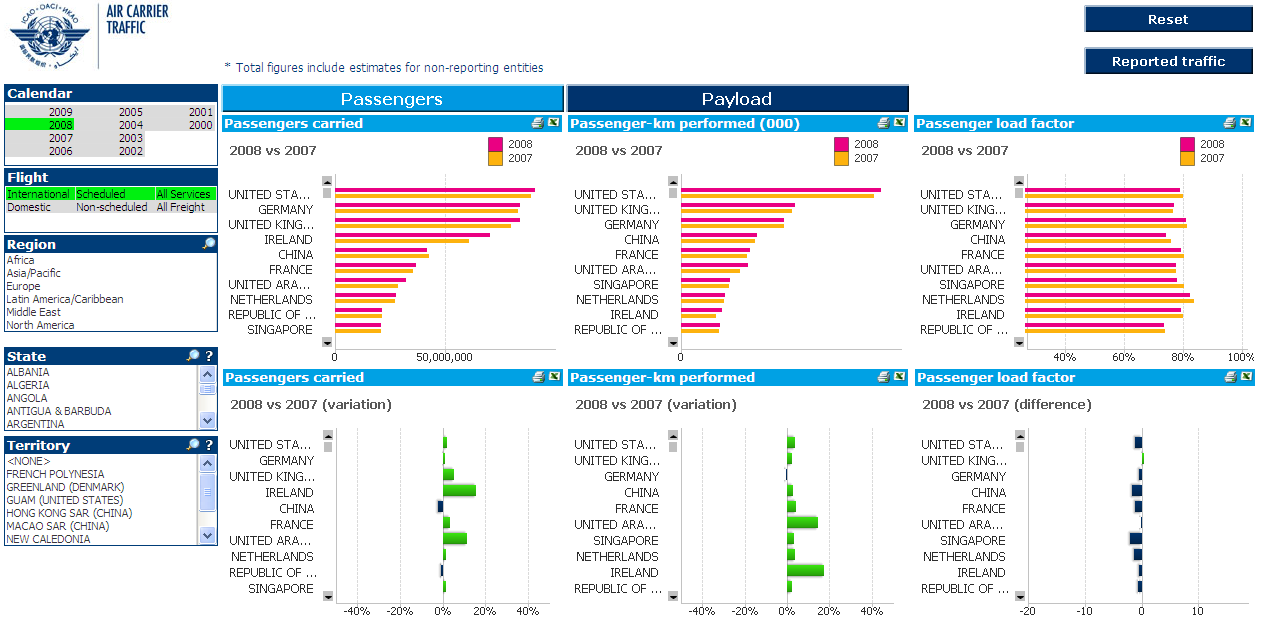 ICAO · OACI · ИКАО
AIR CARRIER
TRAFFIC
Reset
Reported traffic
* Total figures include estimates for non-reporting entities
Calendar
2009 2005 2001
2008 2004 2000
2007 2003
2006 2002
Flight
International Scheduled All Services
Domestic Non-scheduled All Freight
Region
Africa
Asia/Pacific
Europe
Latin America/Caribbean
Middle East
North America
State ?
ALBANIA
ALGERIA
ANGOLA
ANTIGUA & BARBUDA
ARGENTINA
Territory ?
<NONE>
FRENCH POLYNESIA
GREENLAND (DENMARK)
GUAM (UNITED STATES)
HONG KONG SAR (CHINA)
MACAO SAR (CHINA)
NEW CALEDONIA
Passengers
Payload
Passengers carried
2008 vs 2007
2008
2007
UNITED STA...
GERMANY
UNITED KING...
IRELAND
CHINA
FRANCE
UNITED ARA...
NETHERLANDS
REPUBLIC OF ...
SINGAPORE
0 50,000,000
Passenger-km performed (000)
2008 vs 2007
2008
2007
UNITED STA...
UNITED KING...
GERMANY
CHINA
FRANCE
UNITED ARA...
SINGAPORE
NETHERLANDS
IRELAND
REPUBLIC OF ...
0
Passenger load factor
2008 vs 2007
2008
2007
UNITED STA...
UNITED KING...
GERMANY
CHINA
FRANCE
UNITED ARA...
SINGAPORE
NETHERLANDS
IRELAND
REPUBLIC OF ...
40% 60% 80% 100%
Passengers carried
2008 vs 2007 (variation)
UNITED STA...
GERMANY
UNITED KING...
IRELAND
CHINA
FRANCE
UNITED ARA...
NETHERLANDS
REPUBLIC OF ...
SINGAPORE
-40% -20% 0% 20% 40%
Passenger-km performed
2008 vs 2007 (variation)
UNITED STA...
UNITED KING...
GERMANY
CHINA
FRANCE
UNITED ARA...
SINGAPORE
NETHERLANDS
IRELAND
REPUBLIC OF ...
-40% -20% 0% 20% 40%
Passenger load factor
2008 vs 2007 (difference)
UNITED STA...
UNITED KING...
GERMANY
CHINA
FRANCE
UNITED ARA...
SINGAPORE
NETHERLANDS
IRELAND
REPUBLIC OF ...
-20 -10 0 10